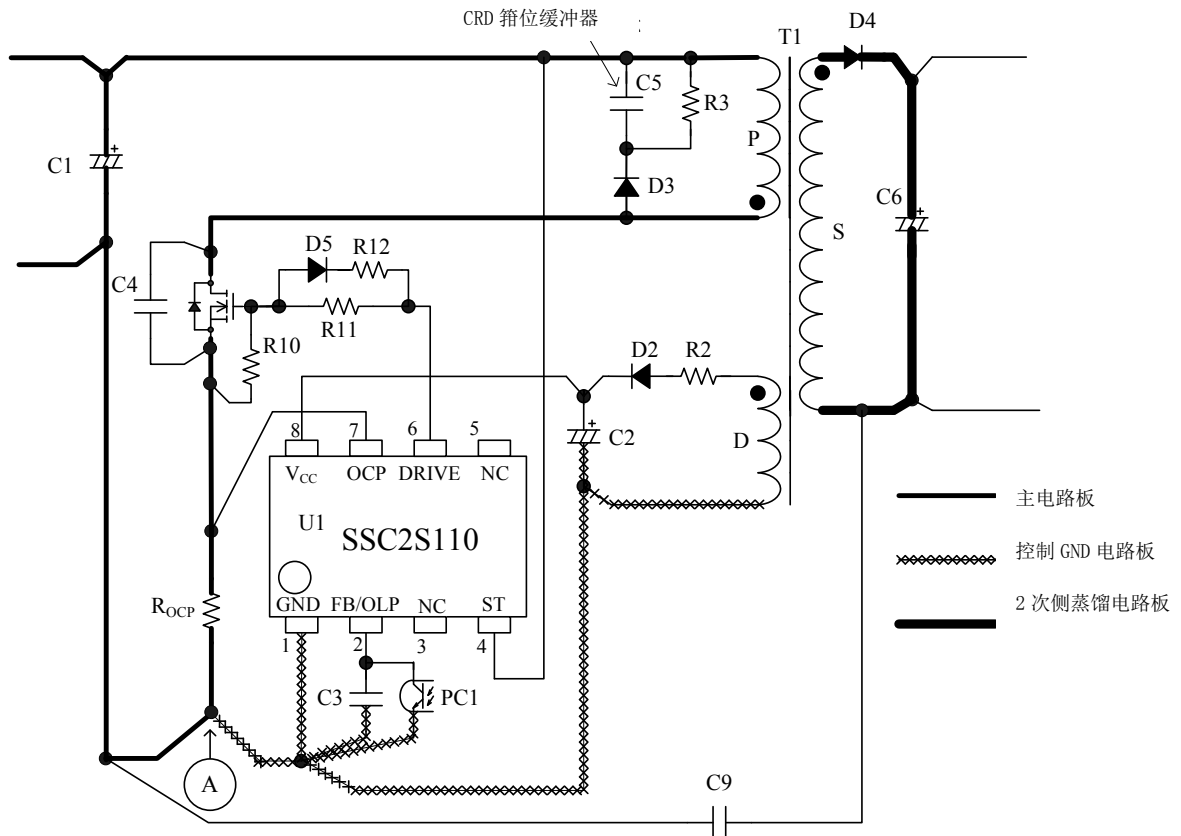 CRD 箝位缓冲器
D4
T1
C5
R3
P
C1
D3
C6
S
D5
R12
C4
R11
R10
D2
R2
8
7
6
5
C2
D
VCC
OCP
DRIVE
NC
U1
SSC2S110
主电路板
控制 GND 电路板
ROCP
GND
FB/OLP
NC
ST
2 次侧蒸馏电路板
1
2
3
4
C3
PC1
A
C9